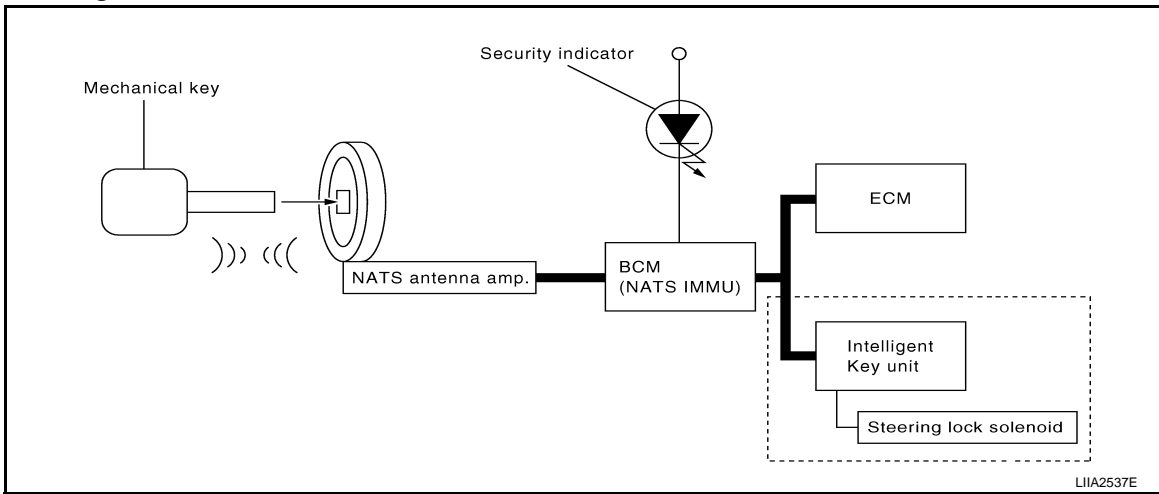 Security indicator
Mechanical key
ECM
NATS antenna amp.
BCM
(NATS IMMU)
Intelligent
Key unit
Steering lock solenoid
LIIA2537E